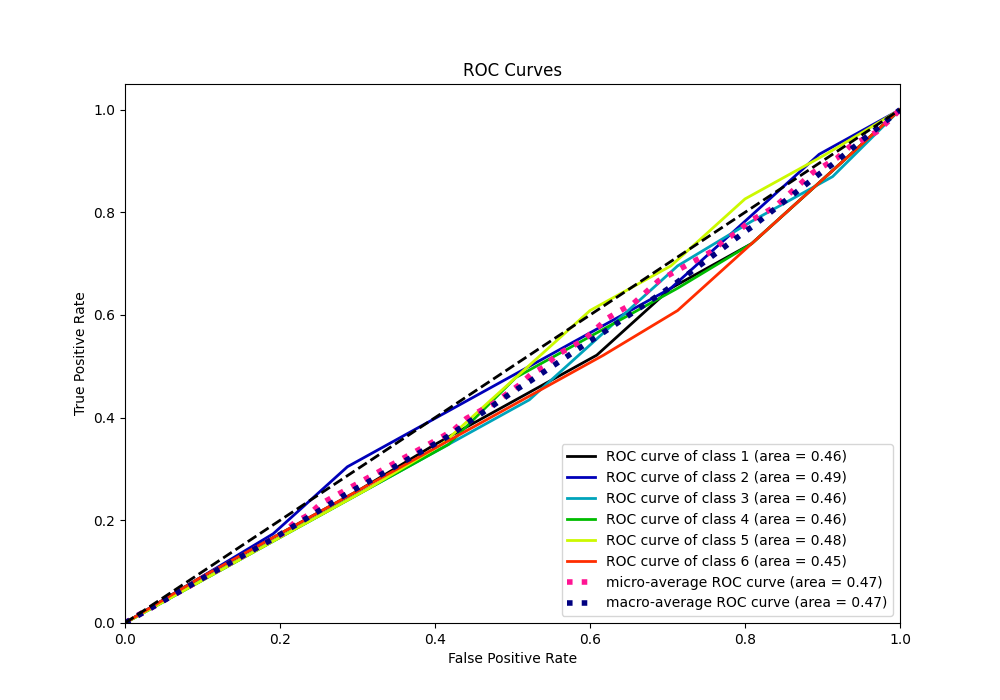 ROC Curves
True Positive Rate
1.0
0.8
0.6
0.4
0.2
0.0
ROC curve of class 1 (area = 0.46)
ROC curve of class 2 (area = 0.49)
ROC curve of class 3 (area = 0.46)
ROC curve of class 4 (area = 0.46)
ROC curve of class 5 (area = 0.48)
ROC curve of class 6 (area = 0.45)
micro-average ROC curve (area = 0.47)
macro-average ROC curve (area = 0.47)
0.0 0.2 0.4 0.6 0.8 1.0
False Positive Rate